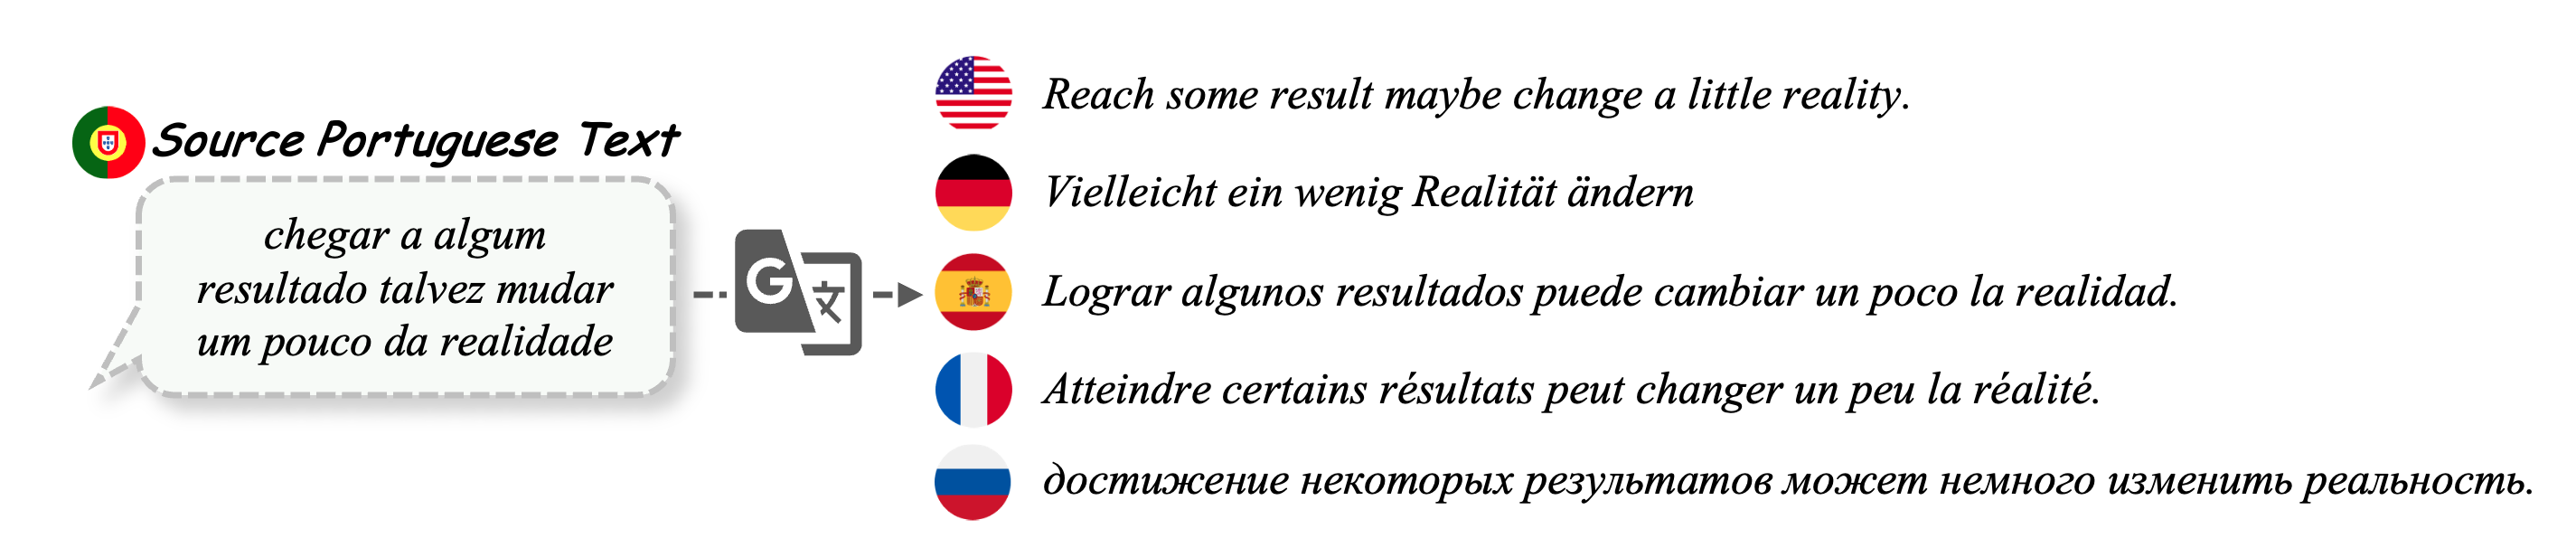 Source Portuguese Text
chegar a algum
resultado talvez mudar
um pouco da realidade
G 文
Reach some result maybe change a little reality.
Vielleicht ein wenig Realität ändern
Lograr algunos resultados puede cambiar un poco la realidad.
Atteindre certains résultats peut changer un peu la réalité.
достижение некоторых результатов может немного изменить реальность.